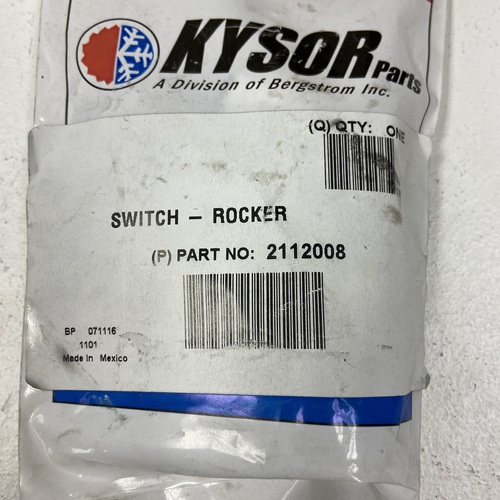 KYSOR Parts
A Division of Bergstrom Inc.
(Q) QTY: ONE
SWITCH – ROCKER
(P) PART NO: 2112008
BP 071116
1101
Made In Mexico